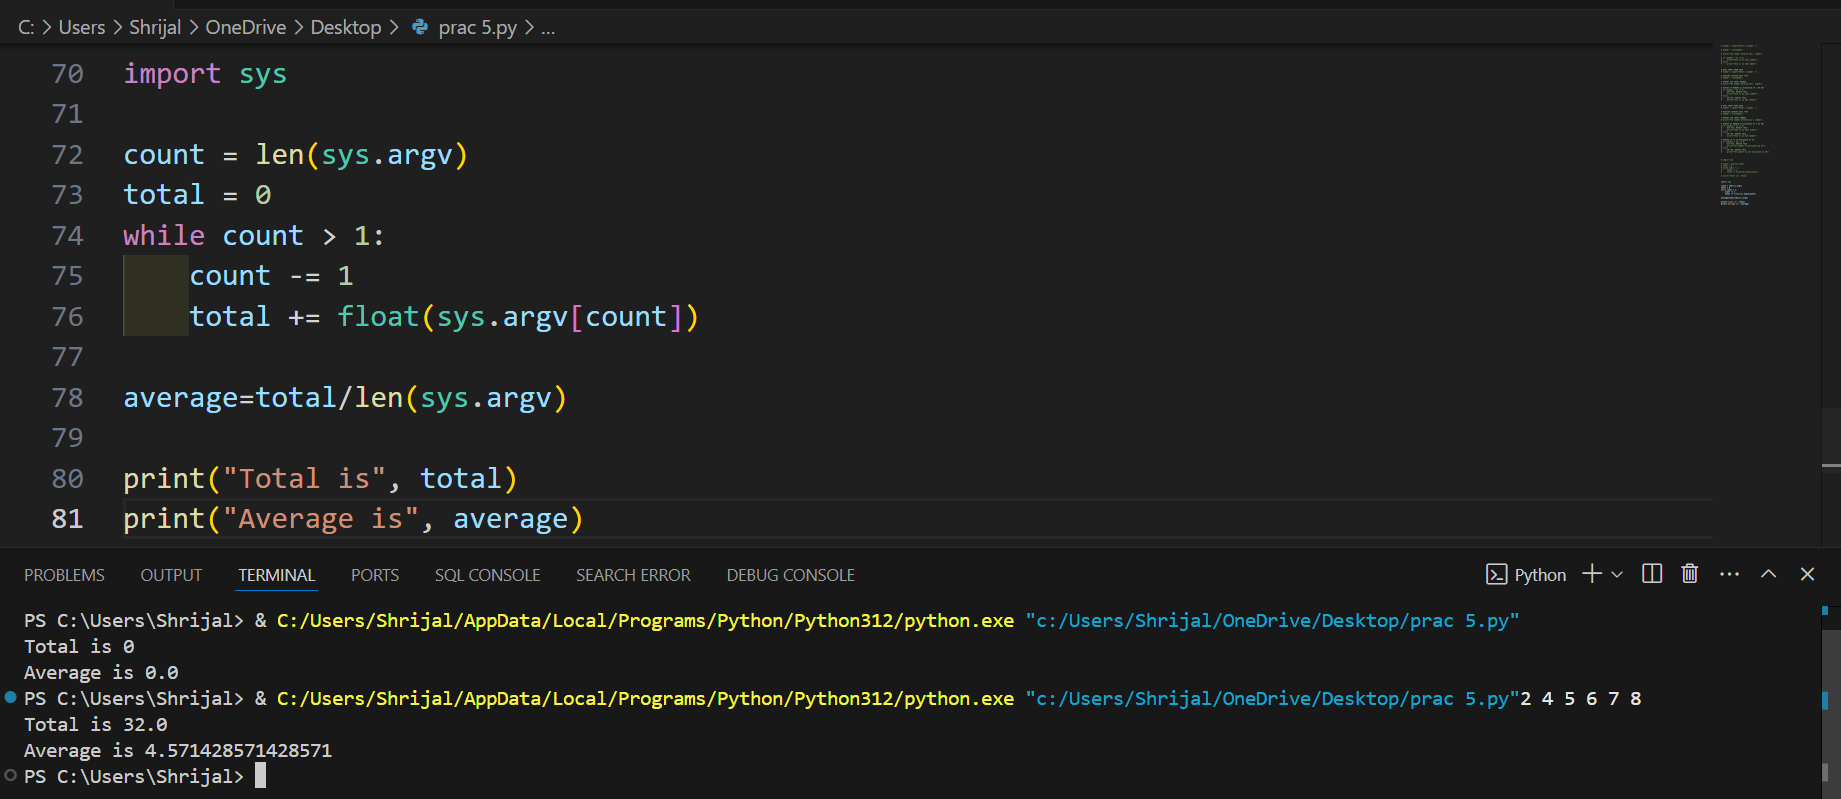 C: > Users > Shrijal > OneDrive > Desktop > prac 5.py > ...
70 import sys
71
72 count = len(sys.argv)
73 total = 0
74 while count > 1:
75     count -= 1
76     total += float(sys.argv[count])
77
78 average=total/len(sys.argv)
79
80 print("Total is", total)
81 print("Average is", average)
PROBLEMS OUTPUT TERMINAL PORTS SQL CONSOLE SEARCH ERROR DEBUG CONSOLE Python
PS C:\Users\Shrijal> & C:/Users/Shrijal/AppData/Local/Programs/Python/Python312/python.exe "c:/Users/Shrijal/OneDrive/Desktop/prac 5.py"
Total is 0
Average is 0.0
PS C:\Users\Shrijal> & C:/Users/Shrijal/AppData/Local/Programs/Python/Python312/python.exe "c:/Users/Shrijal/OneDrive/Desktop/prac 5.py"2 4 5 6 7 8
Total is 32.0
Average is 4.571428571428571
PS C:\Users\Shrijal>